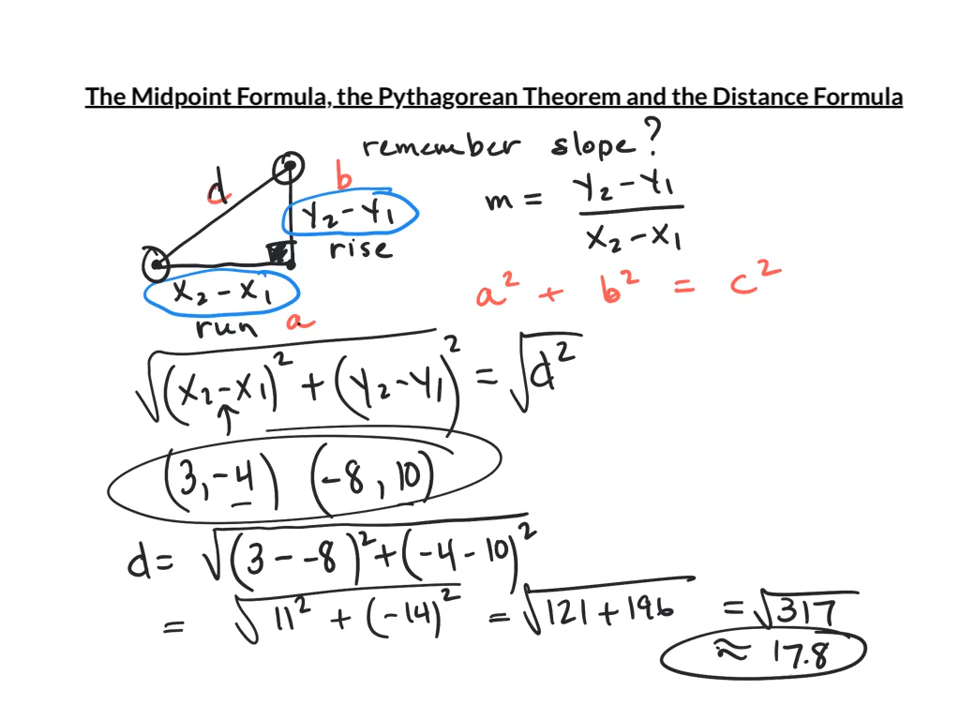 The Midpoint Formula, the Pythagorean Theorem and the Distance Formula
remember slope?
d b
y₂ - y₁
rise
m = (y₂ - y₁)/(x₂ - x₁)
x₂ - x₁
run a
a² + b² = c²
√((x₂ - x₁)² + (y₂ - y₁)²) = √d²
↑
(3, -4) (-8, 10)
d = √((3 - -8)² + (-4 - 10)²)
= √(11² + (-14)²) = √(121 + 196) = √317
≈ 17.8